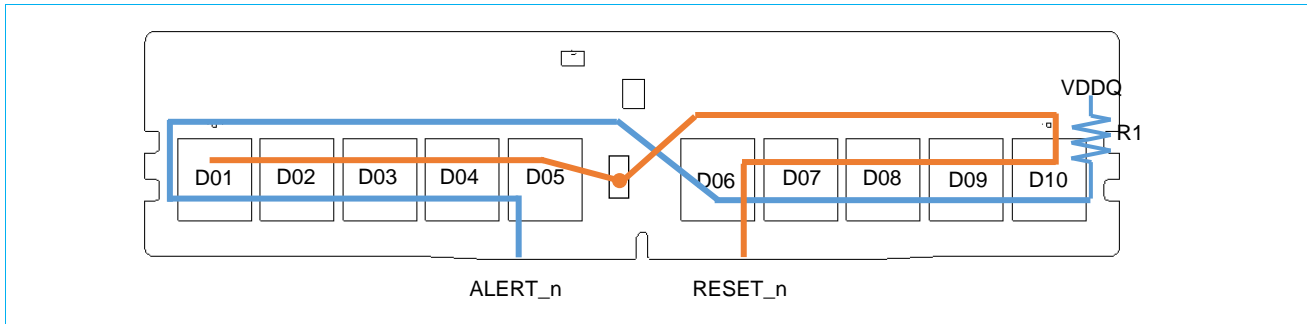 VDDQ
R1
D01 D02 D03 D04 D05 D06 D07 D08 D09 D10
ALERT_n RESET_n